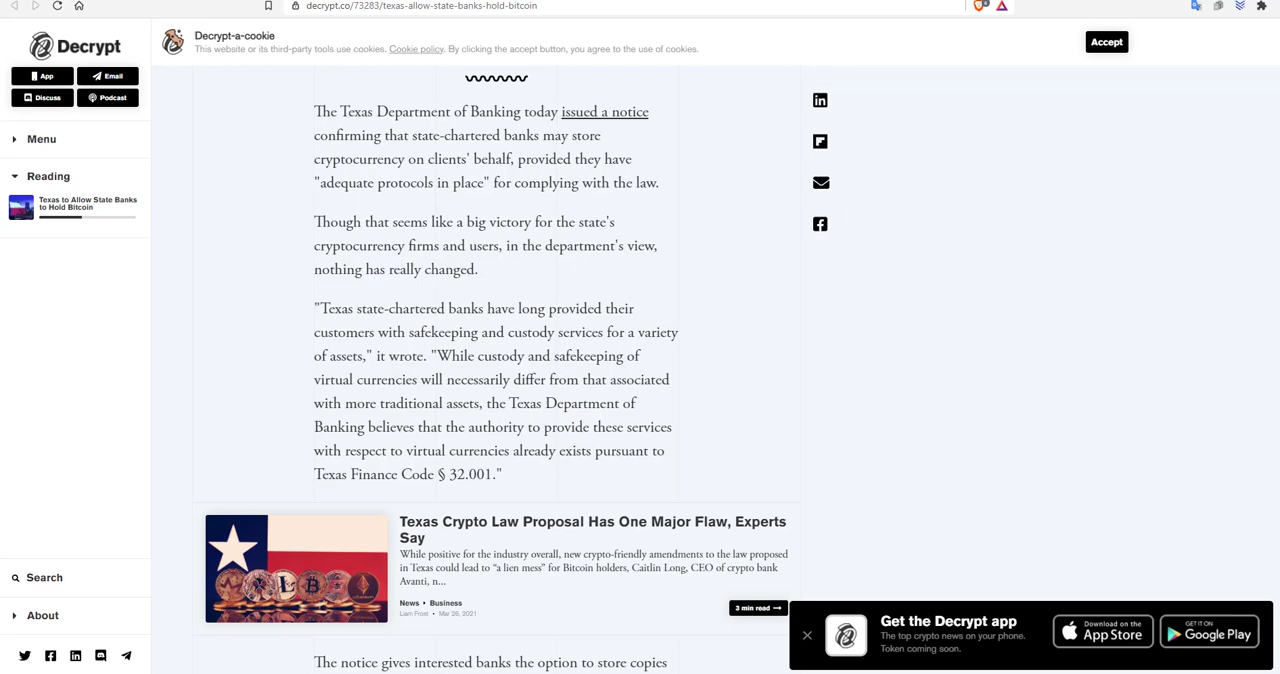 decrypt.co/73283/texas-allow-state-banks-hold-bitcoin
Decrypt
App
Email
Discuss
Podcast
Menu
Reading
Texas to Allow State Banks
to Hold Bitcoin
Search
About
Decrypt-a-cookie
This website or its third-party tools use cookies. Cookie policy. By clicking the accept button, you agree to the use of cookies.
Accept
The Texas Department of Banking today issued a notice
confirming that state-chartered banks may store
cryptocurrency on clients' behalf, provided they have
"adequate protocols in place" for complying with the law.
Though that seems like a big victory for the state's
cryptocurrency firms and users, in the department's view,
nothing has really changed.
"Texas state-chartered banks have long provided their
customers with safekeeping and custody services for a variety
of assets," it wrote. "While custody and safekeeping of
virtual currencies will necessarily differ from that associated
with more traditional assets, the Texas Department of
Banking believes that the authority to provide these services
with respect to virtual currencies already exists pursuant to
Texas Finance Code § 32.001."
Texas Crypto Law Proposal Has One Major Flaw, Experts
Say
While positive for the industry overall, new crypto-friendly amendments to the law proposed
in Texas could lead to “a lien mess” for Bitcoin holders, Caitlin Long, CEO of crypto bank
Avanti, n...
News • Business
Liam Frost • Mar 26, 2021
3 min read →
The notice gives interested banks the option to store copies
Get the Decrypt app
The top crypto news on your phone.
Token coming soon.
Download on the
App Store
GET IT ON
Google Play